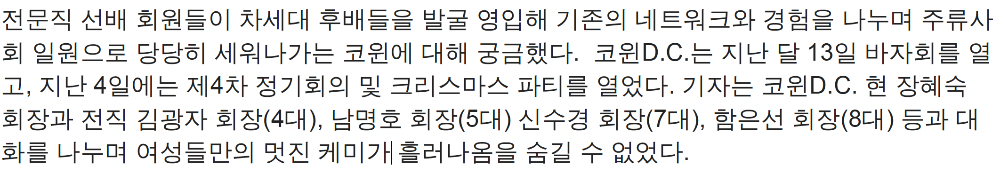 전문직 선배 회원들이 차세대 후배들을 발굴 영입해 기존의 네트워크와 경험을 나누며 주류사
회 일원으로 당당히 세워나가는 코윈에 대해 궁금했다.  코윈D.C.는 지난 달 13일 바자회를 열
고, 지난 4일에는 제4차 정기회의 및 크리스마스 파티를 열었다. 기자는 코윈D.C. 현 장혜숙
회장과 전직 김광자 회장(4대), 남명호 회장(5대) 신수경 회장(7대), 함은선 회장(8대) 등과 대
화를 나누며 여성들만의 멋진 케미가 흘러나옴을 숨길 수 없었다.